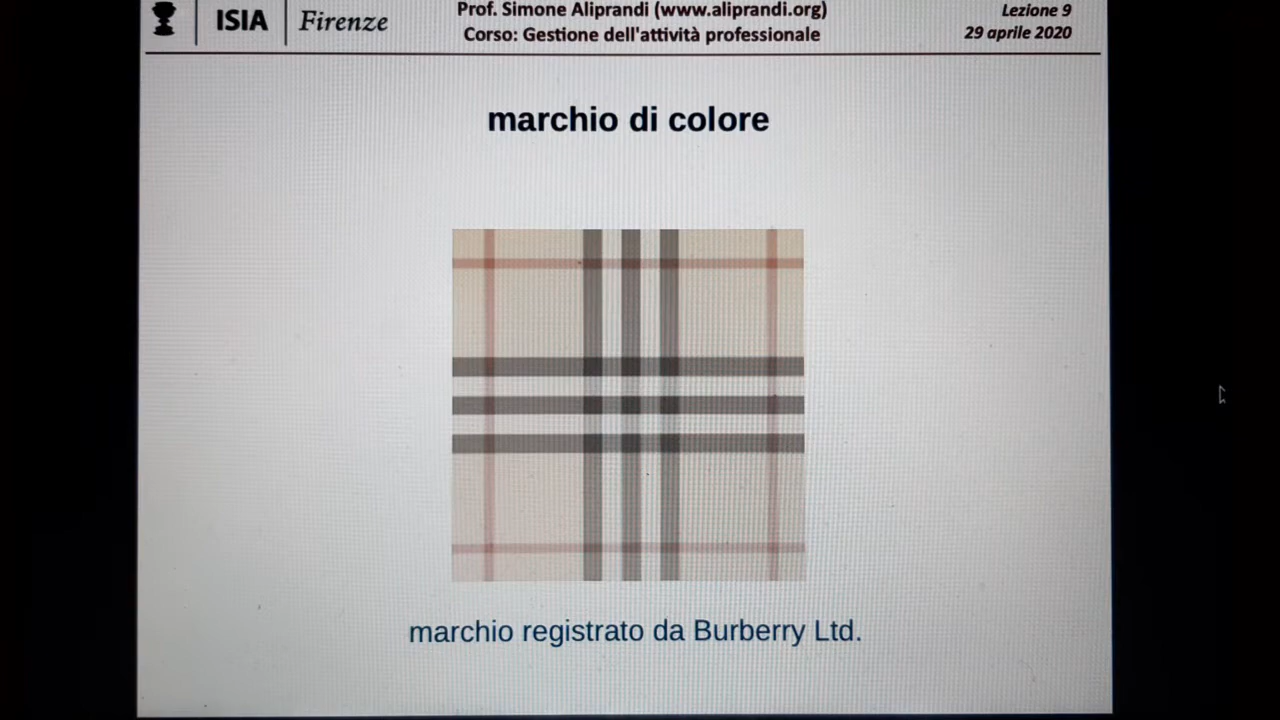 ISIA Firenze
Prof. Simone Aliprandi (www.aliprandi.org)
Corso: Gestione dell'attività professionale
Lezione 9
29 aprile 2020
marchio di colore
marchio registrato da Burberry Ltd.